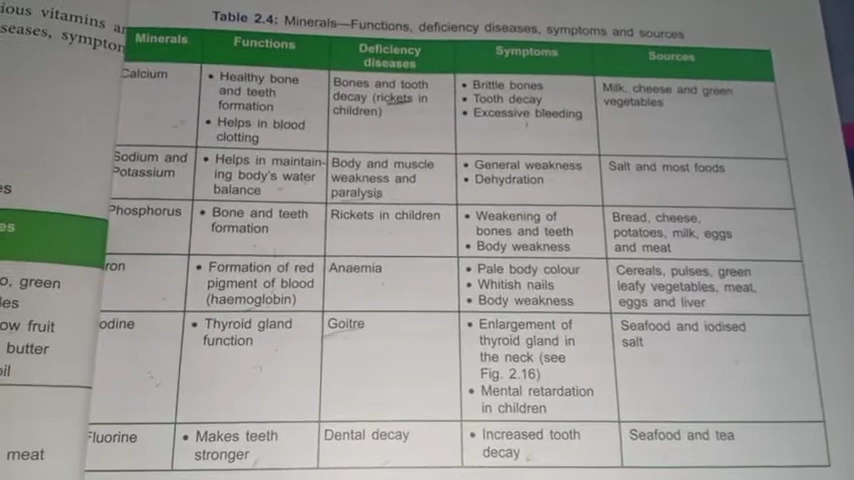 ious vitamins a
seases, sympton
es
es
o, green
les
ow fruit
butter
oil
meat
Table 2.4: Minerals—Functions, deficiency diseases, symptoms and sources
Minerals Functions Deficiency diseases Symptoms Sources
Calcium
• Healthy bone
and teeth
formation
• Helps in blood
clotting
Bones and tooth
decay (rickets in
children)
• Brittle bones
• Tooth decay
• Excessive bleeding
Milk, cheese and green
vegetables
Sodium and
Potassium
• Helps in maintain-
ing body's water
balance
Body and muscle
weakness and
paralysis
• General weakness
• Dehydration
Salt and most foods
Phosphorus
• Bone and teeth
formation
Rickets in children
• Weakening of
bones and teeth
• Body weakness
Bread, cheese,
potatoes, milk, eggs
and meat
ron
• Formation of red
pigment of blood
(haemoglobin)
Anaemia
• Pale body colour
• Whitish nails
• Body weakness
Cereals, pulses, green
leafy vegetables, meat,
eggs and liver
odine
• Thyroid gland
function
Goitre
• Enlargement of
thyroid gland in
the neck (see
Fig. 2.16)
• Mental retardation
in children
Seafood and iodised
salt
Fluorine
• Makes teeth
stronger
Dental decay
• Increased tooth
decay
Seafood and tea